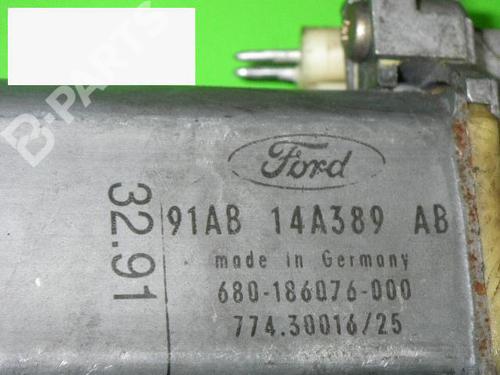 B-PARTS
Ford
91AB 14A389 AB
made in Germany
680-186076-000
774.30016/25
32.91